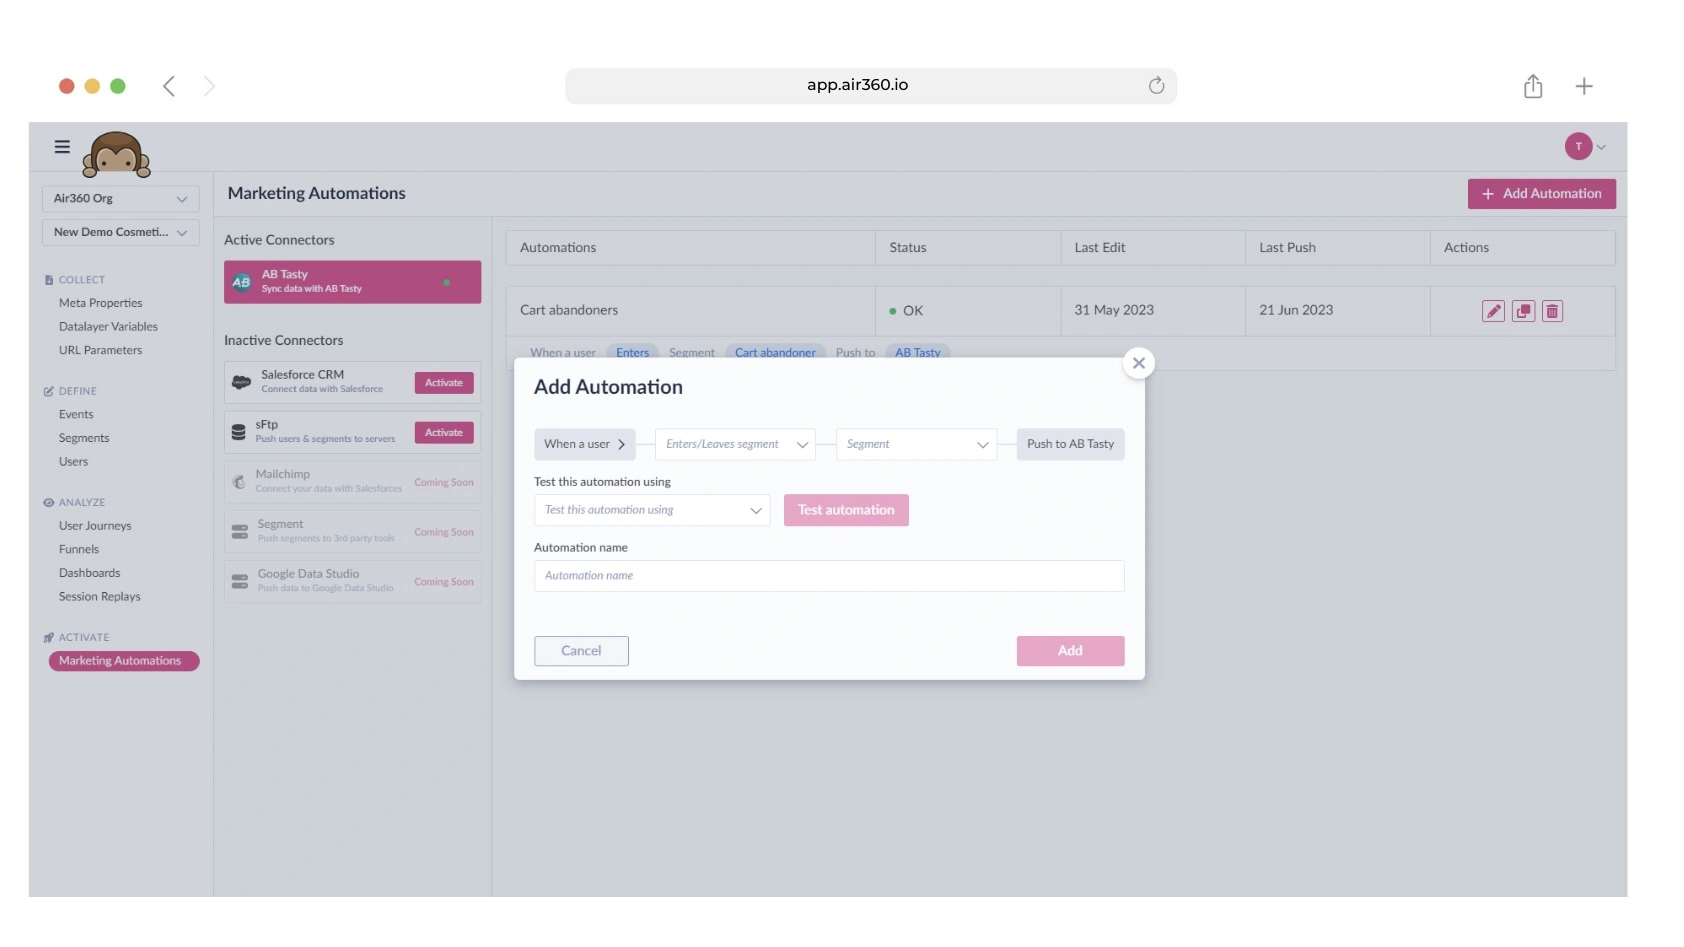 app.air360.io
T
Air360 Org
New Demo Cosmeti...
COLLECT
Meta Properties
Datalayer Variables
URL Parameters
DEFINE
Events
Segments
Users
ANALYZE
User Journeys
Funnels
Dashboards
Session Replays
ACTIVATE
Marketing Automations
Marketing Automations
+ Add Automation
Active Connectors
AB
AB Tasty
Sync data with AB Tasty
Inactive Connectors
Salesforce CRM
Connect data with Salesforce
Activate
sFtp
Push users & segments to servers
Activate
Mailchimp
Connect your data with Salesforces
Coming Soon
Segment
Push segments to 3rd party tools
Coming Soon
Google Data Studio
Push data to Google Data Studio
Coming Soon
Automations Status Last Edit Last Push Actions
Cart abandoners OK 31 May 2023 21 Jun 2023
When a user Enters Segment Cart abandoner Push to AB Tasty
Add Automation
When a user Enters/Leaves segment Segment Push to AB Tasty
Test this automation using
Test this automation using Test automation
Automation name
Automation name
Cancel Add